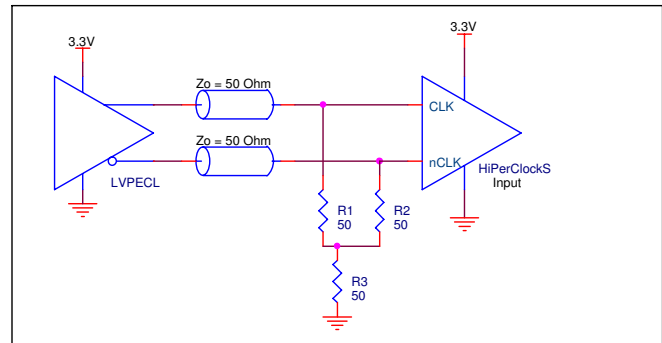 3.3V
3.3V
Zo = 50 Ohm
CLK
Zo = 50 Ohm
nCLK
LVPECL
HiPerClockS
Input
R1
50
R2
50
R3
50